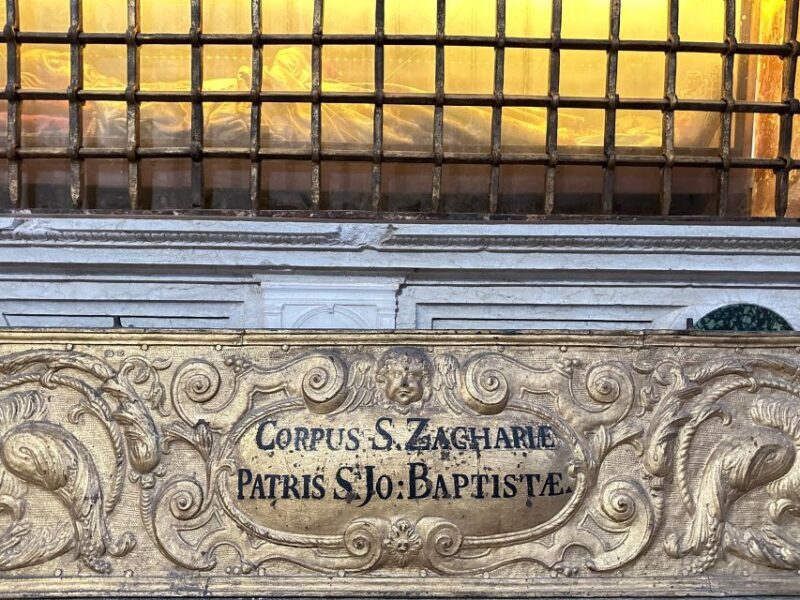 CORPUS S. ZACHARIÆ
PATRIS S. JO: BAPTISTÆ.